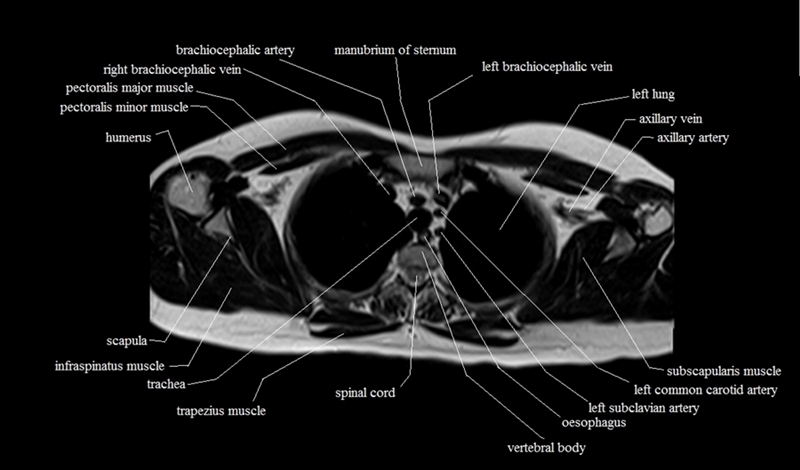 brachiocephalic artery
manubrium of sternum
right brachiocephalic vein
left brachiocephalic vein
pectoralis major muscle
left lung
pectoralis minor muscle
axillary vein
humerus
axillary artery
scapula
infraspinatus muscle
subscapularis muscle
trachea
left common carotid artery
spinal cord
trapezius muscle
left subclavian artery
oesophagus
vertebral body